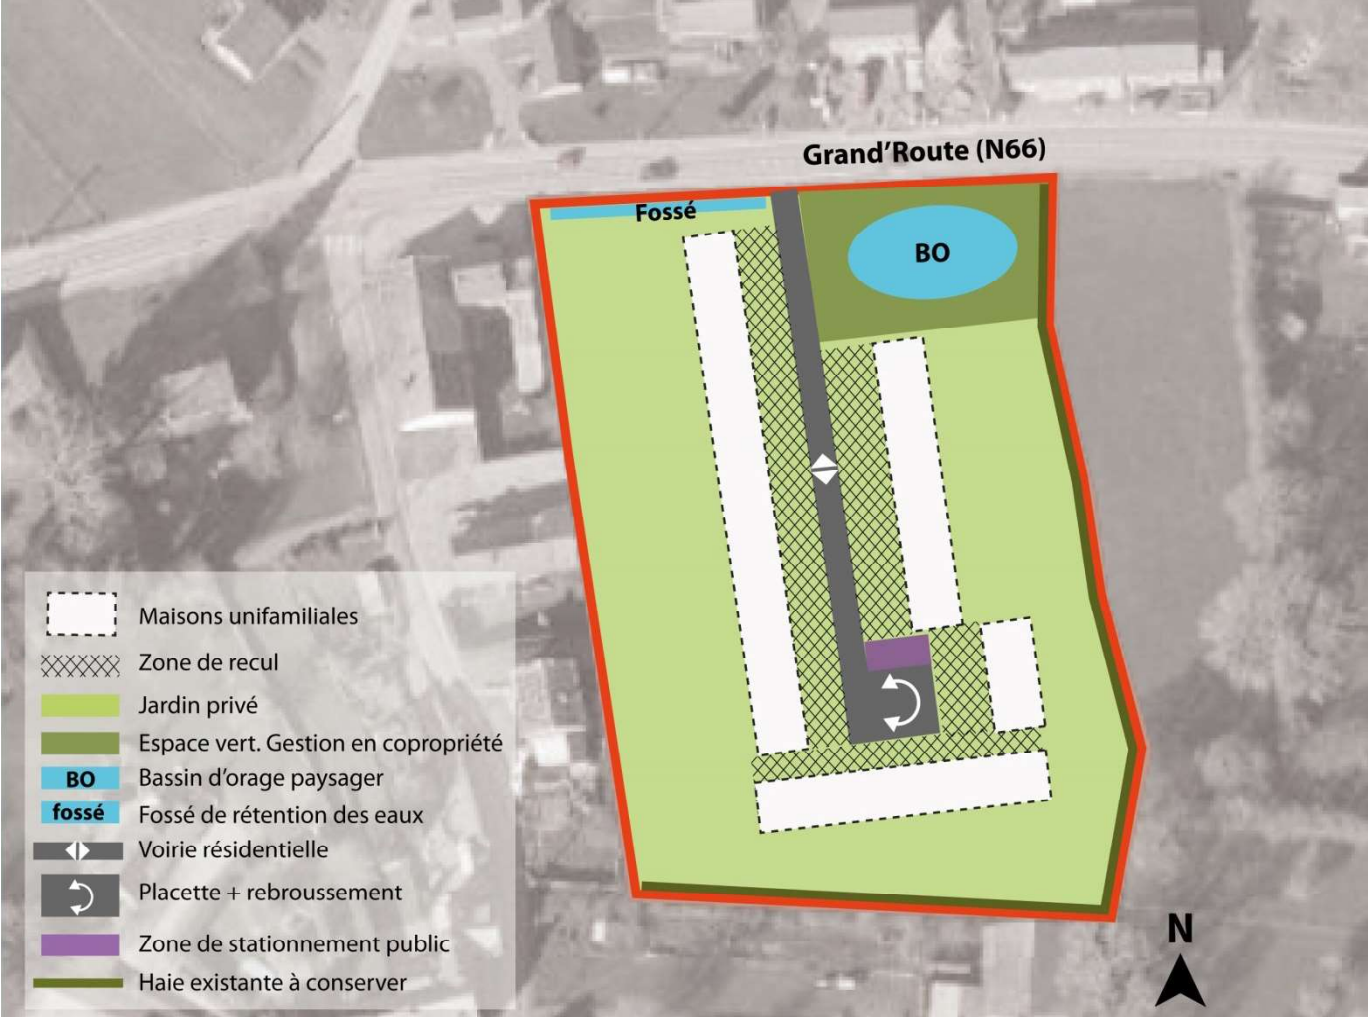 Grand'Route (N66)
Fossé
BO
Maisons unifamiliales
Zone de recul
Jardin privé
Espace vert. Gestion en copropriété
BO Bassin d'orage paysager
fossé Fossé de rétention des eaux
Voirie résidentielle
Placette + rebroussement
Zone de stationnement public
Haie existante à conserver
N